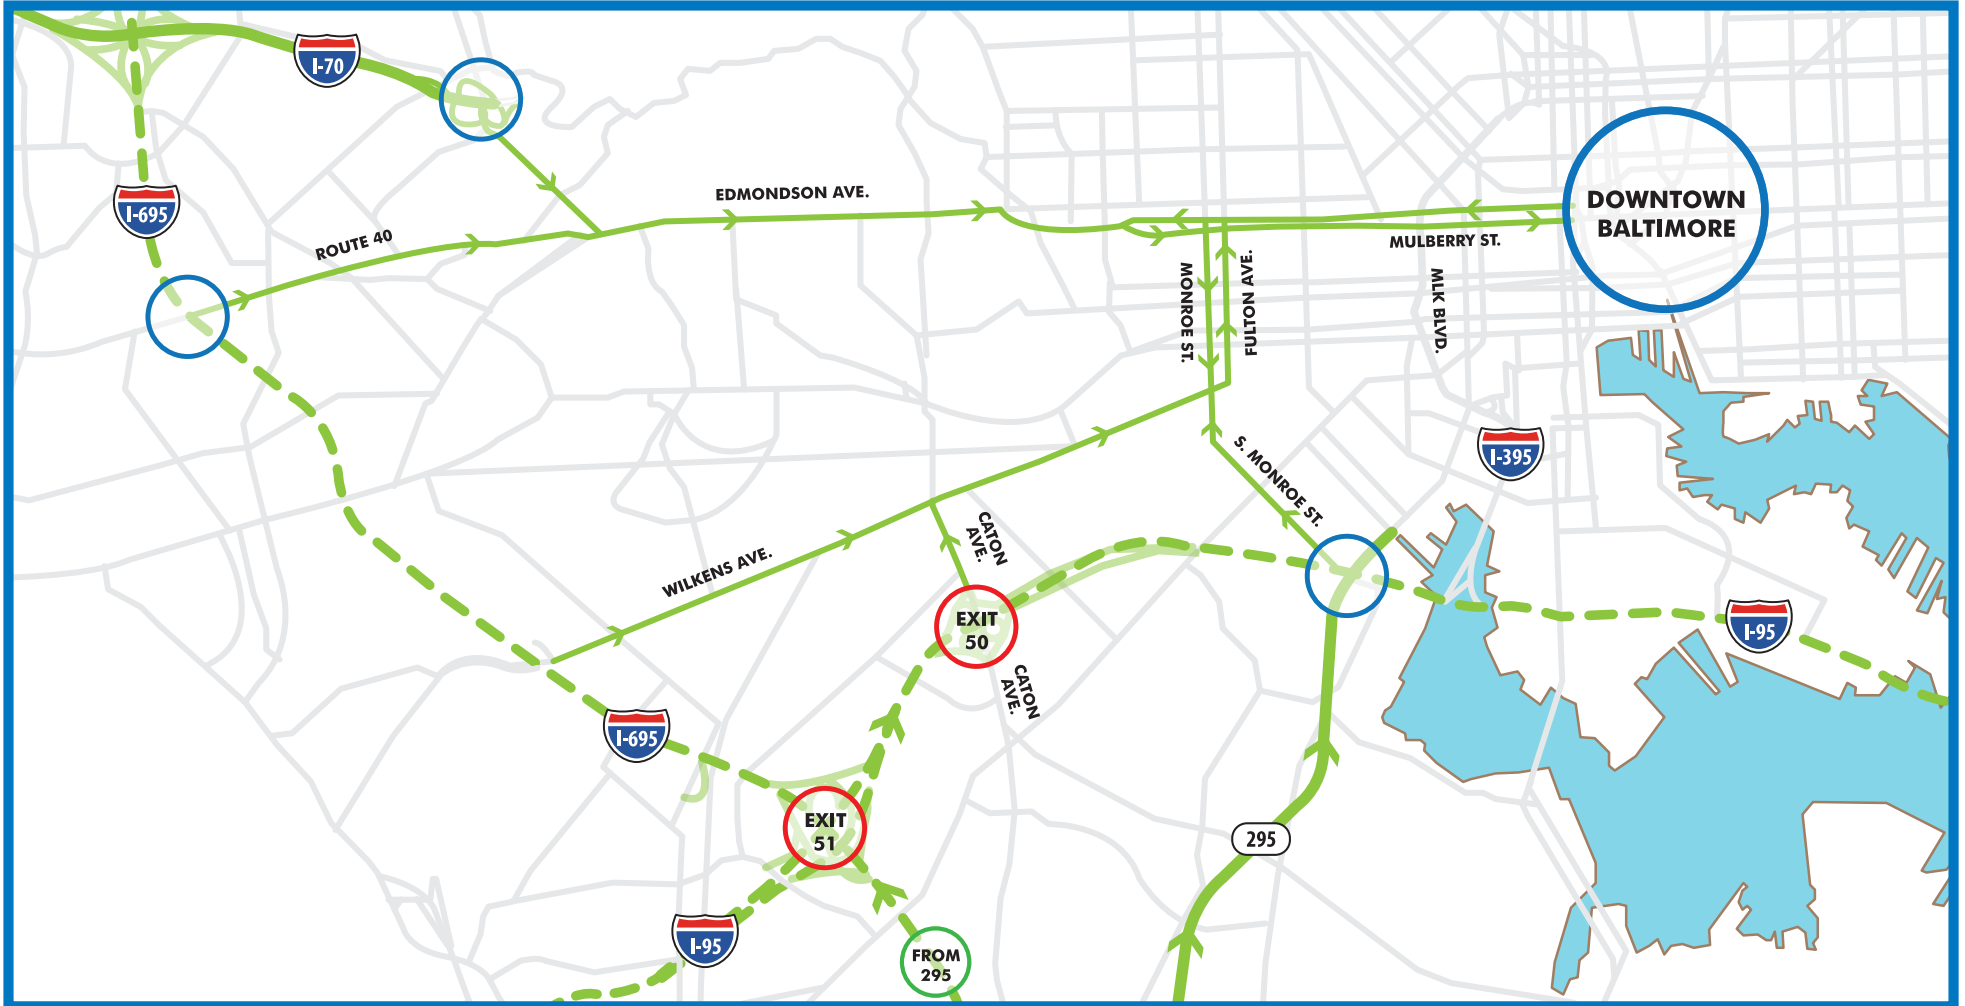 I-70
I-695
EDMONDSON AVE.
ROUTE 40
DOWNTOWN
BALTIMORE
MULBERRY ST.
MONROE ST.
FULTON AVE.
MLK BLVD.
S. MONROE ST.
I-395
CATON
AVE.
WILKENS AVE.
EXIT
50
I-95
CATON
AVE.
I-695
EXIT
51
295
I-95
FROM
295